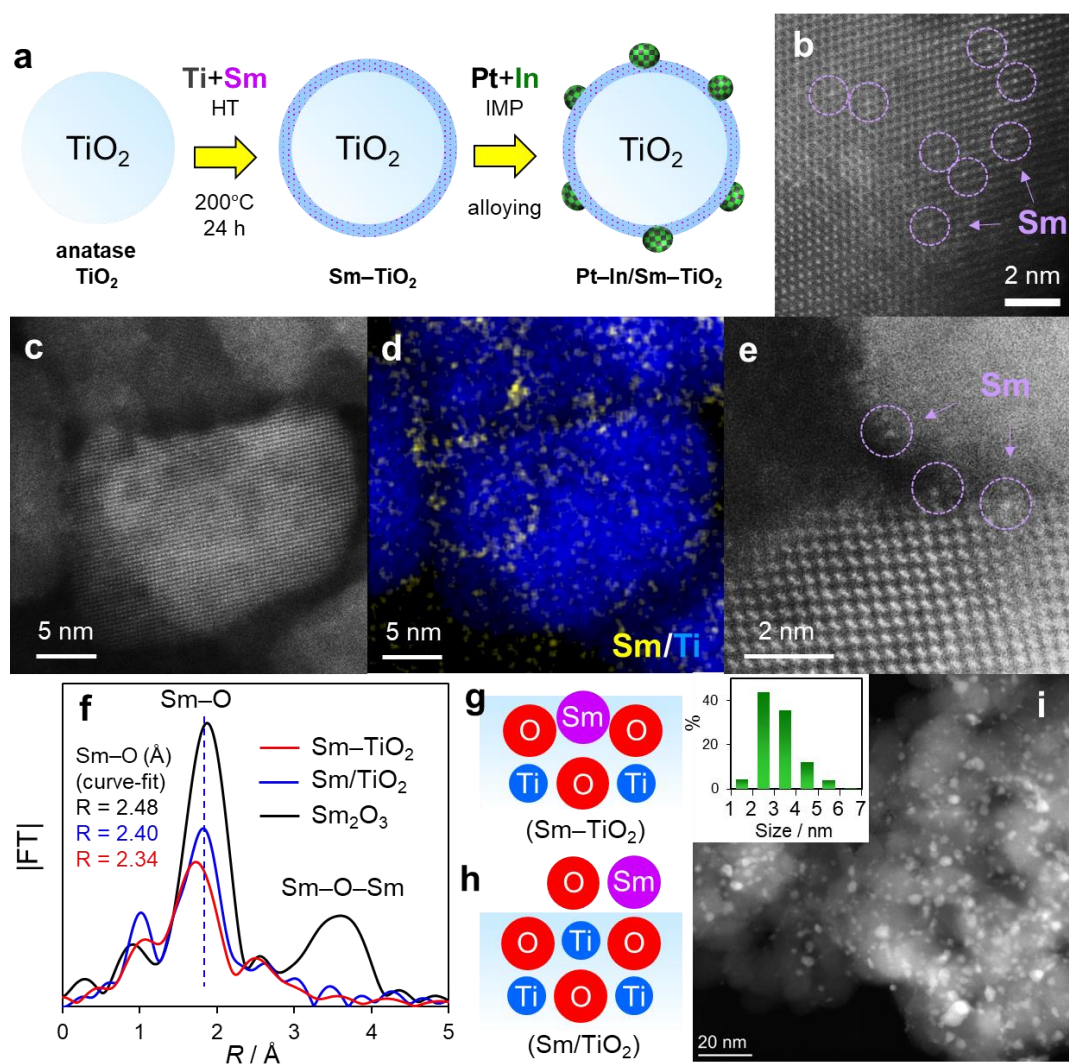 a
TiO2
anatase
TiO2
Ti+Sm
HT
200°C
24 h
TiO2
Sm–TiO2
Pt+In
IMP
alloying
TiO2
Pt–In/Sm–TiO2
b
Sm
2 nm
c
5 nm
d
5 nm
Sm/Ti
e
Sm
2 nm
f
Sm–O
Sm–O (Å)
(curve-fit)
R = 2.48
R = 2.40
R = 2.34
Sm–TiO2
Sm/TiO2
Sm2O3
Sm–O–Sm
|FT|
0 1 2 3 4 5
R / Å
g
O Sm O
Ti O Ti
(Sm–TiO2)
h
O Sm
O Ti O
Ti O Ti
(Sm/TiO2)
%
40
20
0
1 2 3 4 5 6 7
Size / nm
i
20 nm